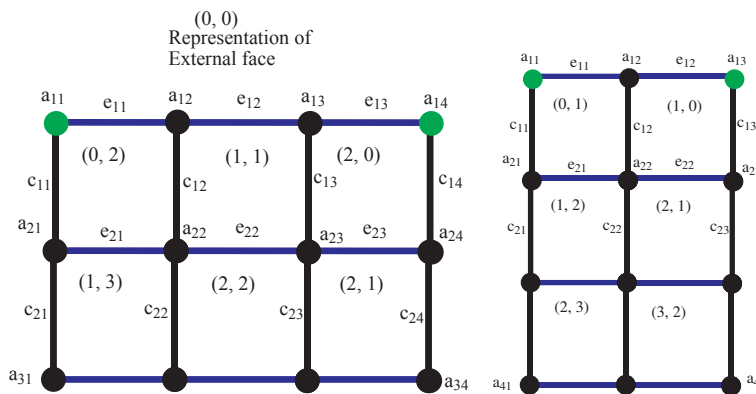 (0, 0)
Representation of
External face
a11 e11 a12 e12 a13 e13 a14
(0, 2) (1, 1) (2, 0)
c11 c12 c13 c14
a21 e21 a22 e22 a23 e23 a24
(1, 3) (2, 2) (2, 1)
c21 c22 c23 c24
a31 a34
a11 e11 a12 e12 a13
(0, 1) (1, 0)
c11 c12 c13
a21 e21 a22 e22 a2
(1, 2) (2, 1)
c21 c22 c23
(2, 3) (3, 2)
a41 a4